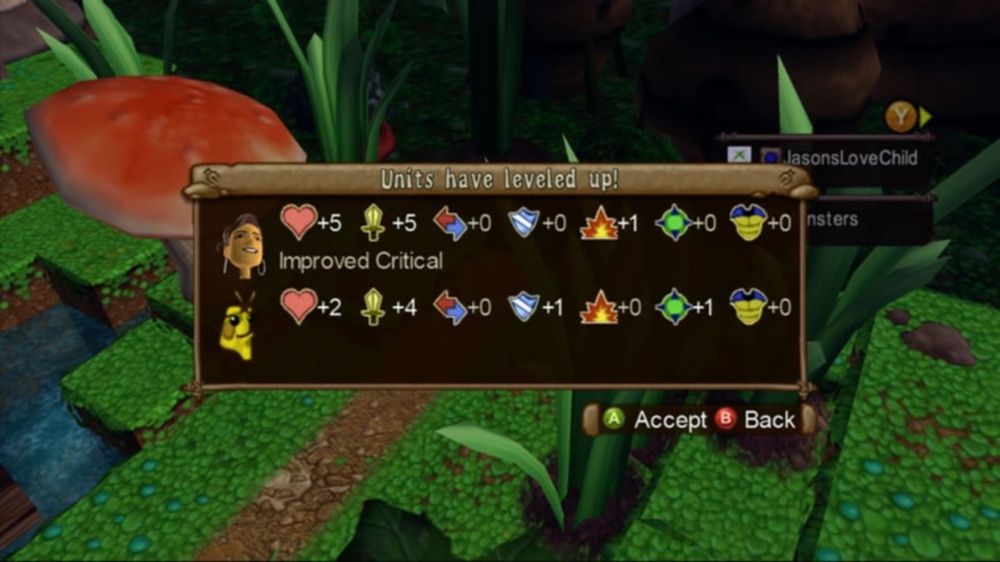 Y
JasonsLoveChild
Units have leveled up!
+5 +5 +0 +0 +1 +0 +0
nsters
Improved Critical
+2 +4 +0 +1 +0 +1 +0
A Accept B Back